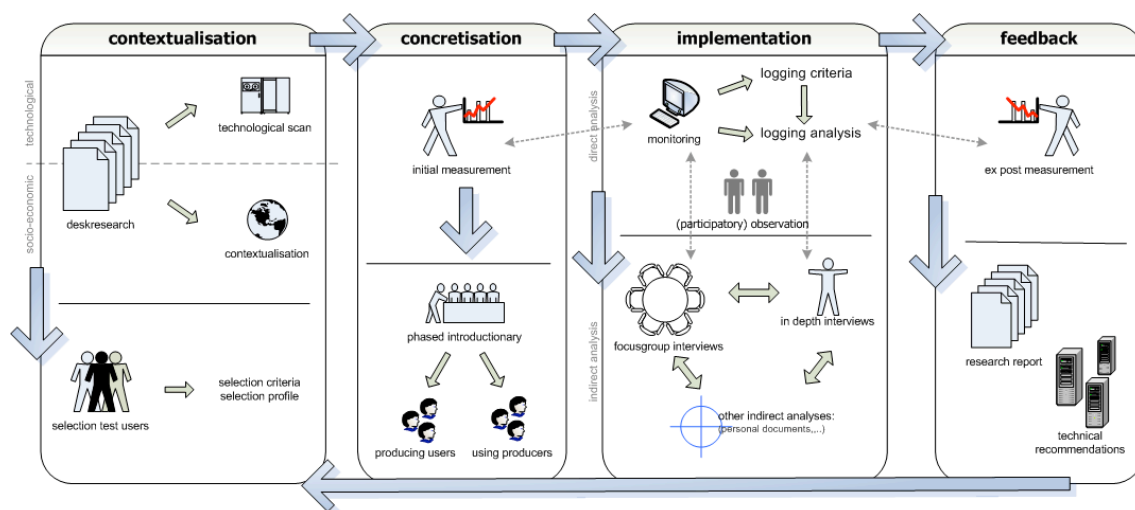 contextualisation
concretisation
implementation
feedback
technological
socio-economic
technological scan
deskresearch
contextualisation
selection test users
selection criteria
selection profile
initial measurement
phased introductionary
producing users
using producers
direct analysis
indirect analysis
monitoring
logging criteria
logging analysis
(participatory) observation
focusgroup interviews
in depth interviews
other indirect analyses:
(personal documents,,..)
ex post measurement
research report
technical
recommendations